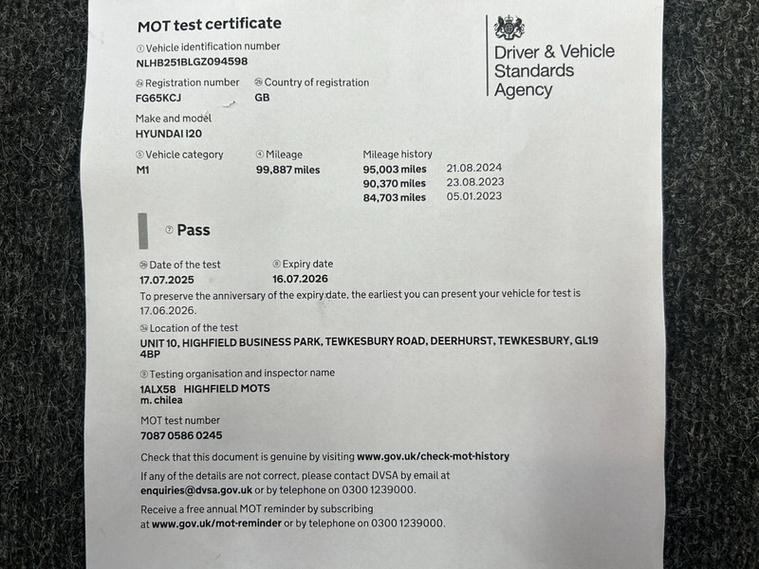 MOT test certificate
① Vehicle identification number
NLHB251BLGZ094598
Driver & Vehicle
Standards
Agency
Registration number Country of registration
FG65KCJ GB
Make and model
HYUNDAI I20
⑤ Vehicle category ④ Mileage Mileage history
M1 99,887 miles 95,003 miles 21.08.2024
90,370 miles 23.08.2023
84,703 miles 05.01.2023
⑦ Pass
Date of the test ⑧ Expiry date
17.07.2025 16.07.2026
To preserve the anniversary of the expiry date, the earliest you can present your vehicle for test is
17.06.2026.
Location of the test
UNIT 10, HIGHFIELD BUSINESS PARK, TEWKESBURY ROAD, DEERHURST, TEWKESBURY, GL19
4BP
⑨ Testing organisation and inspector name
1ALX58 HIGHFIELD MOTS
m. chilea
MOT test number
7087 0586 0245
Check that this document is genuine by visiting www.gov.uk/check-mot-history
If any of the details are not correct, please contact DVSA by email at
enquiries@dvsa.gov.uk or by telephone on 0300 1239000.
Receive a free annual MOT reminder by subscribing
at www.gov.uk/mot-reminder or by telephone on 0300 1239000.